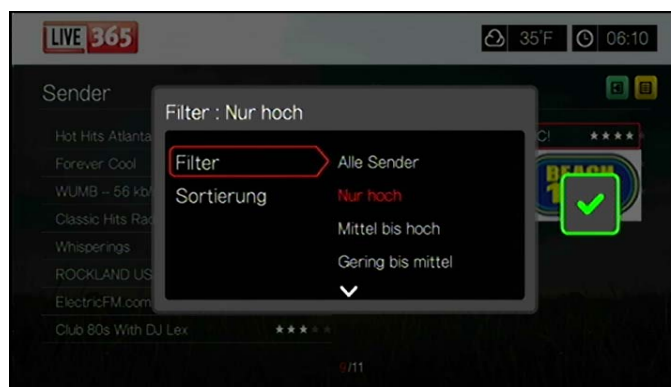 LIVE 365
35°F
06:10
Sender
Filter : Nur hoch
Hot Hits Atlanta
C!
Forever Cool
Filter
Alle Sender
WUMB - 56 kb/
Sortierung
Nur hoch
Classic Hits Rad
Mittel bis hoch
Whisperings
Gering bis mittel
ROCKLAND US
ElectricFM.com
Club 80s With DJ Lex
9/11
BEACH